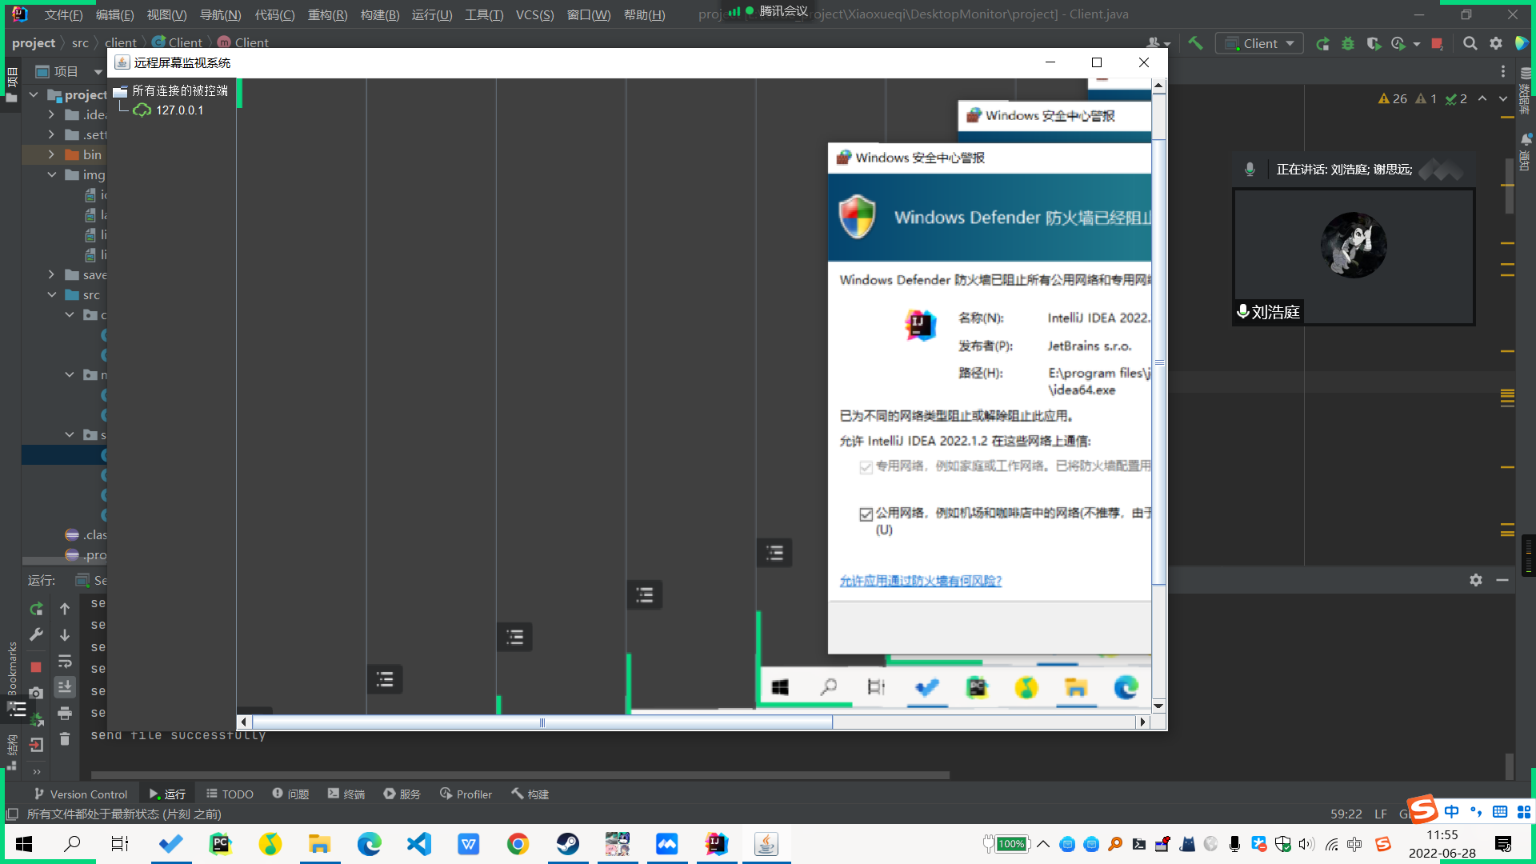 文件(F) 编辑(E) 视图(V) 导航(N) 代码(C) 重构(R) 构建(B) 运行(U) 工具(T) VCS(S) 窗口(W) 帮助(H)
腾讯会议
project\Xiaoxueqi\DesktopMonitor\project] - Client.java
project src client Client Client
Client
远程屏幕监视系统
项目
项目
所有连接的被控端
127.0.0.1
project
.idea
.sett
bin
img
save
src
.clas
.pro
26 1 2
数据库
通知
Windows 安全中心警报
Windows 安全中心警报
Windows Defender 防火墙已经阻止
Windows Defender 防火墙已阻止所有公用网络和专用网络
名称(N): IntelliJ IDEA 2022.
发布者(P): JetBrains s.r.o.
路径(H): E:\program files\j
\idea64.exe
已为不同的网络类型阻止或解除阻止此应用。
允许 IntelliJ IDEA 2022.1.2 在这些网络上通信:
专用网络，例如家庭或工作网络。已将防火墙配置用
公用网络，例如机场和咖啡店中的网络(不推荐，由于
(U)
允许应用通过防火墙有何风险?
正在讲话: 刘浩庭; 谢思远;
刘浩庭
运行: Se
se
se
se
se
se
se
send file successfully
Bookmarks
结构
Version Control 运行 TODO 问题 终端 服务 Profiler 构建
所有文件都处于最新状态 (片刻 之前)
59:22 LF
中
100%
中
11:55
2022-06-28